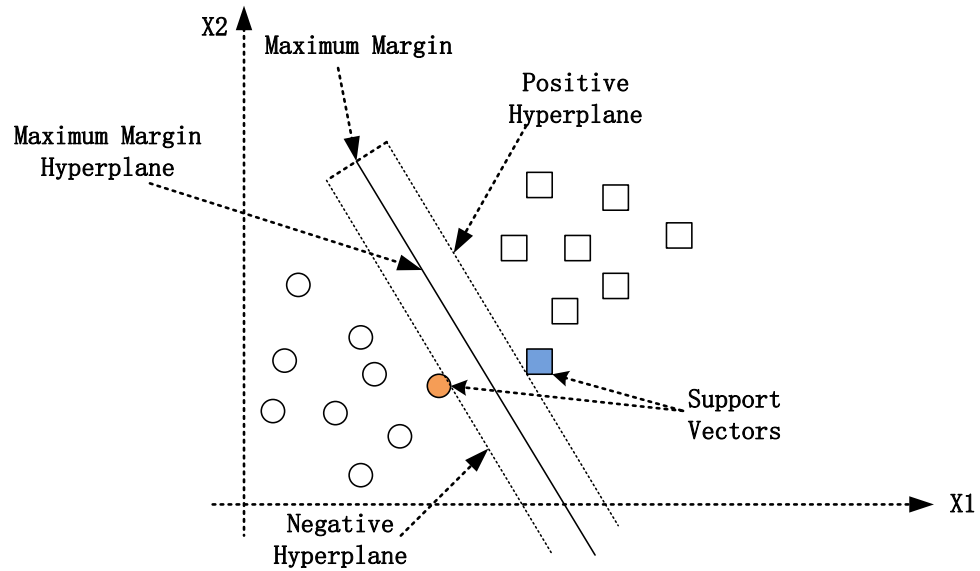 X2
Maximum Margin
Positive
Hyperplane
Maximum Margin
Hyperplane
Support
Vectors
X1
Negative
Hyperplane